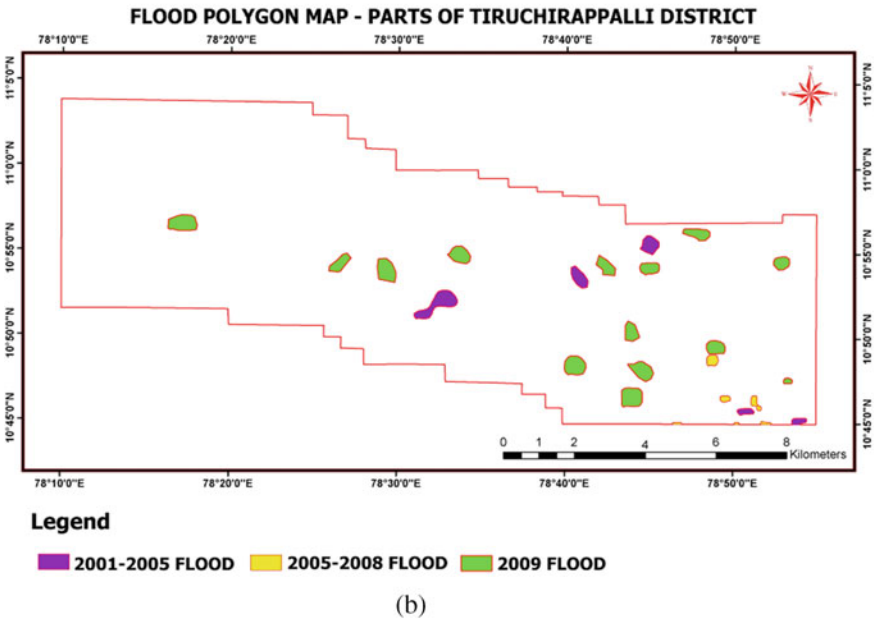 FLOOD POLYGON MAP - PARTS OF TIRUCHIRAPPALLI DISTRICT
78°10'0"E 78°20'0"E 78°30'0"E 78°40'0"E 78°50'0"E
11°5'0"N 11°5'0"N
N
W E
S
11°0'0"N 11°0'0"N
10°55'0"N 10°55'0"N
10°50'0"N 10°50'0"N
10°45'0"N 10°45'0"N
0 1 2 4 6 8
Kilometers
78°10'0"E 78°20'0"E 78°30'0"E 78°40'0"E 78°50'0"E
Legend
2001-2005 FLOOD 2005-2008 FLOOD 2009 FLOOD
(b)